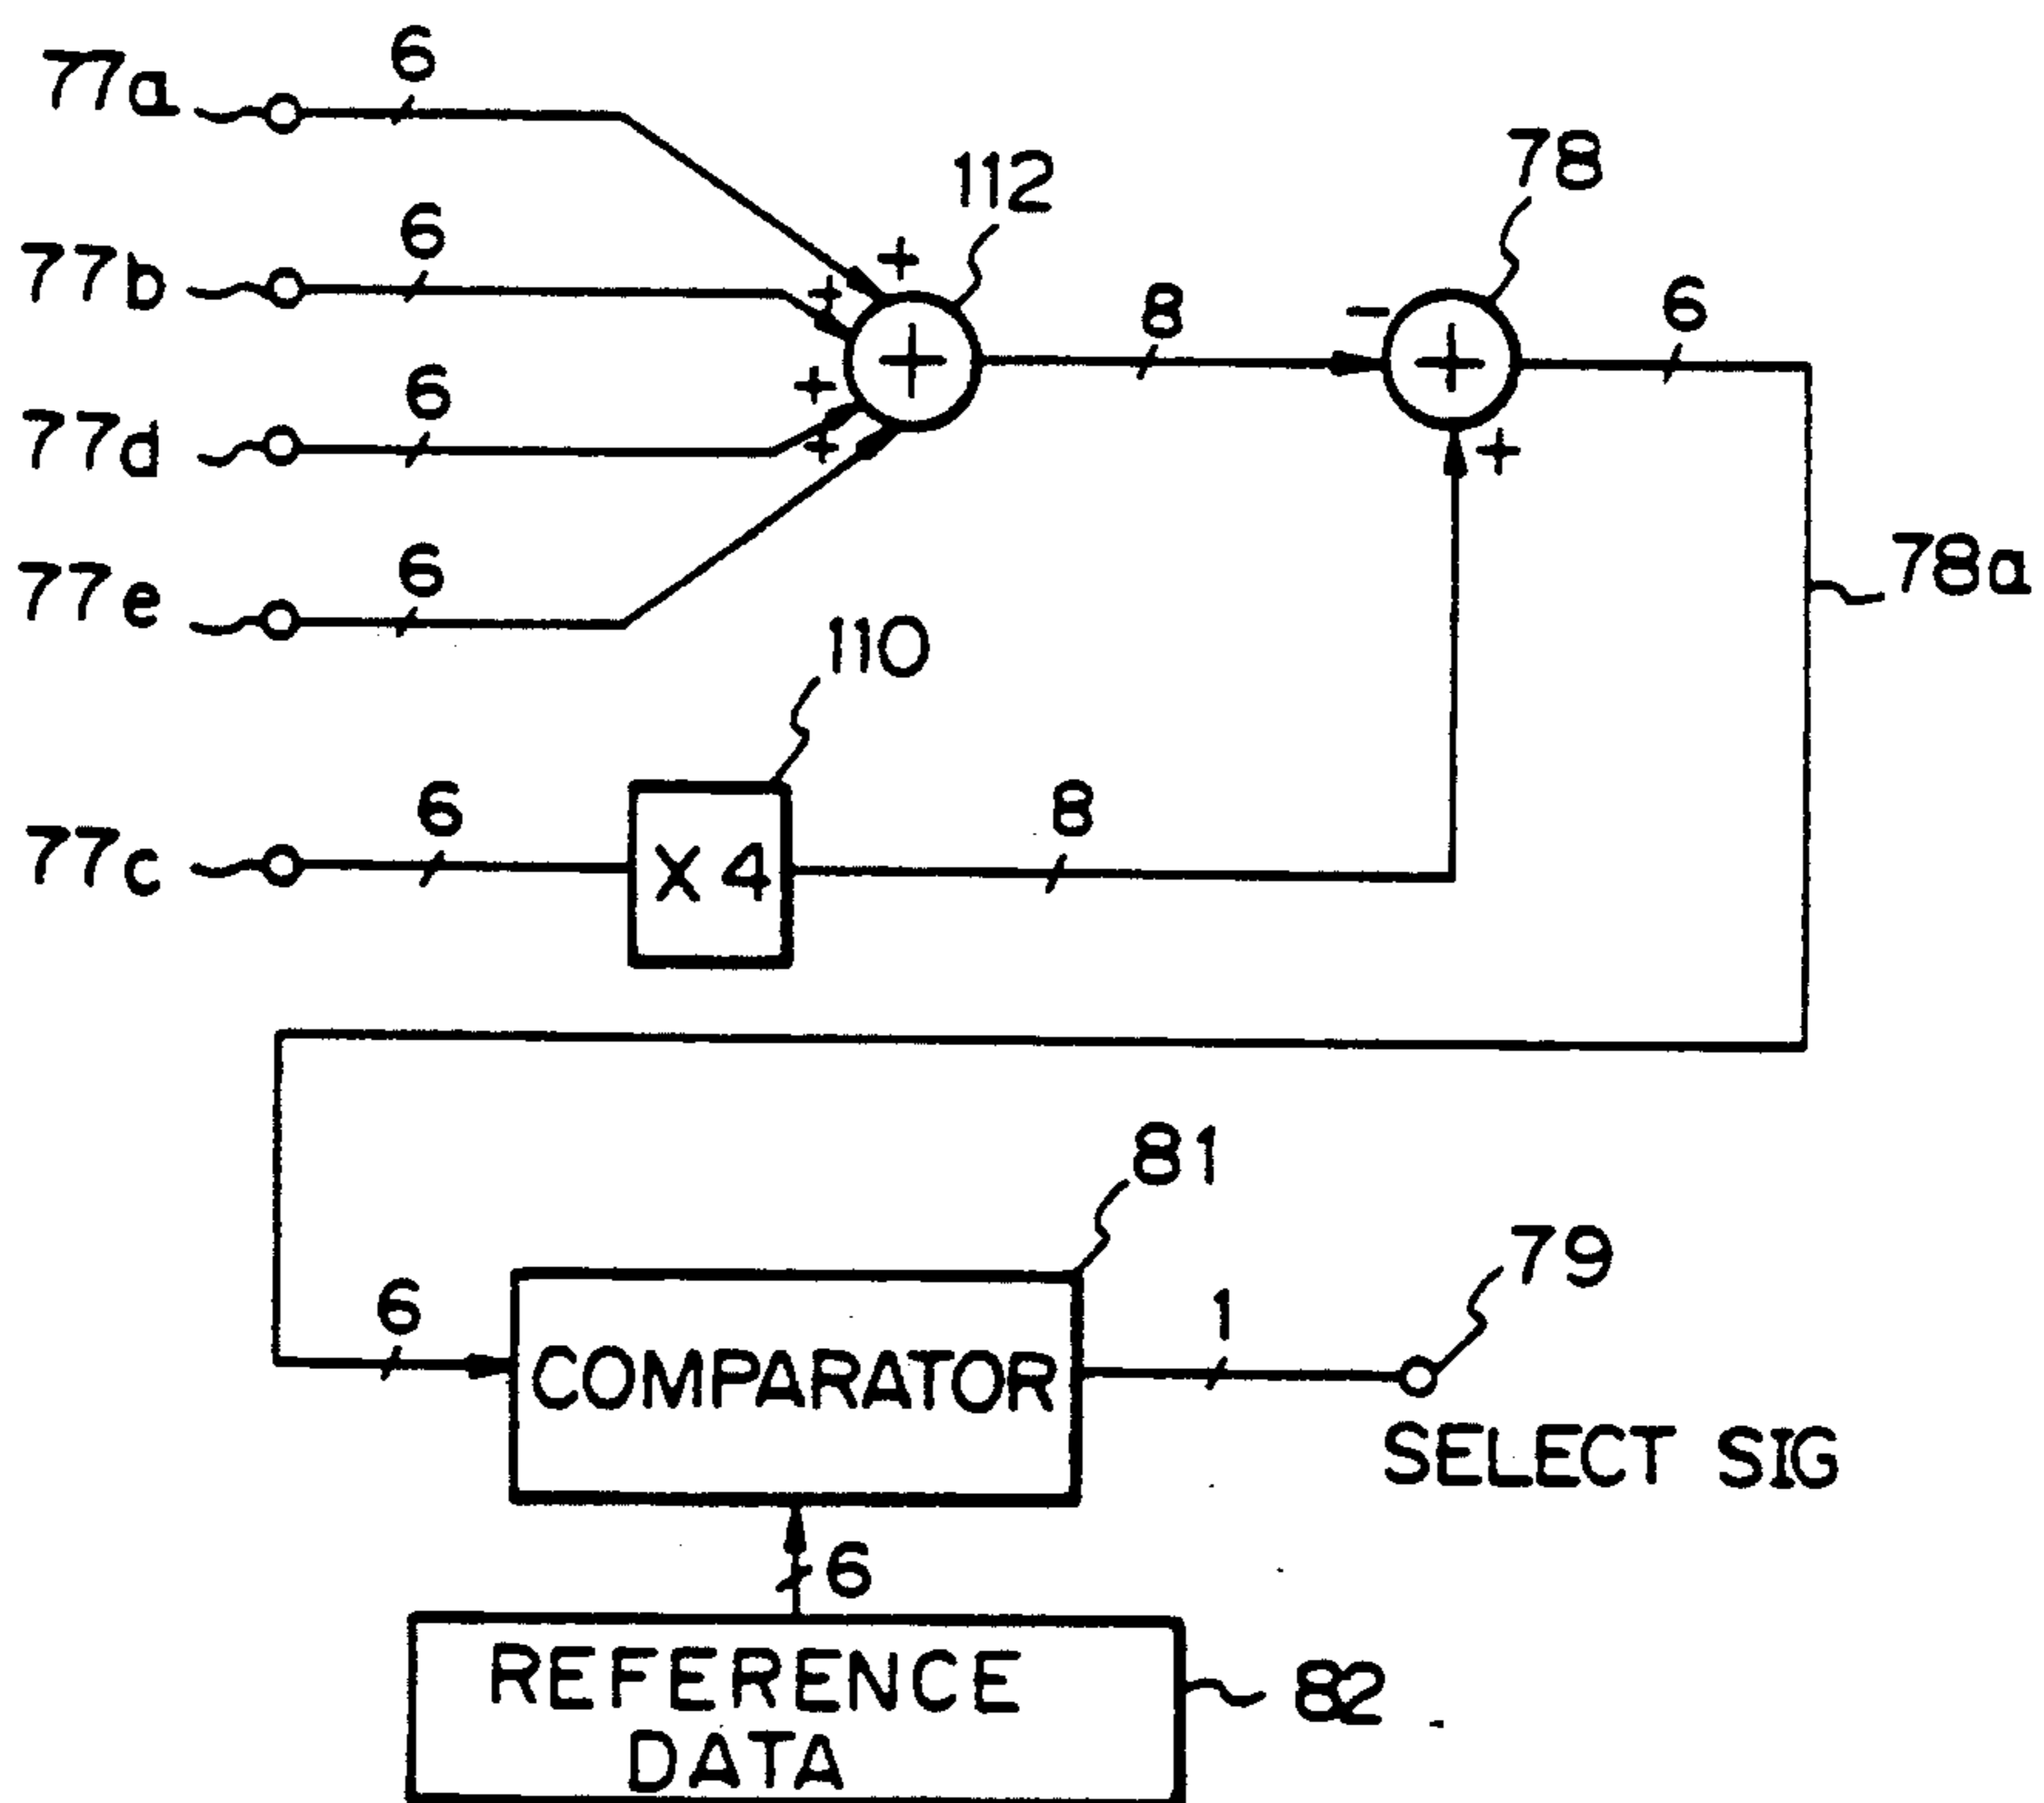 77a 6
112
78
77b 6
+
+
8
-
+
6
+
77d 6
+
+
+
77e 6
78a
110
77c 6
X4
8
81
79
6
COMPARATOR
1
SELECT SIG
6
REFERENCE
DATA
82